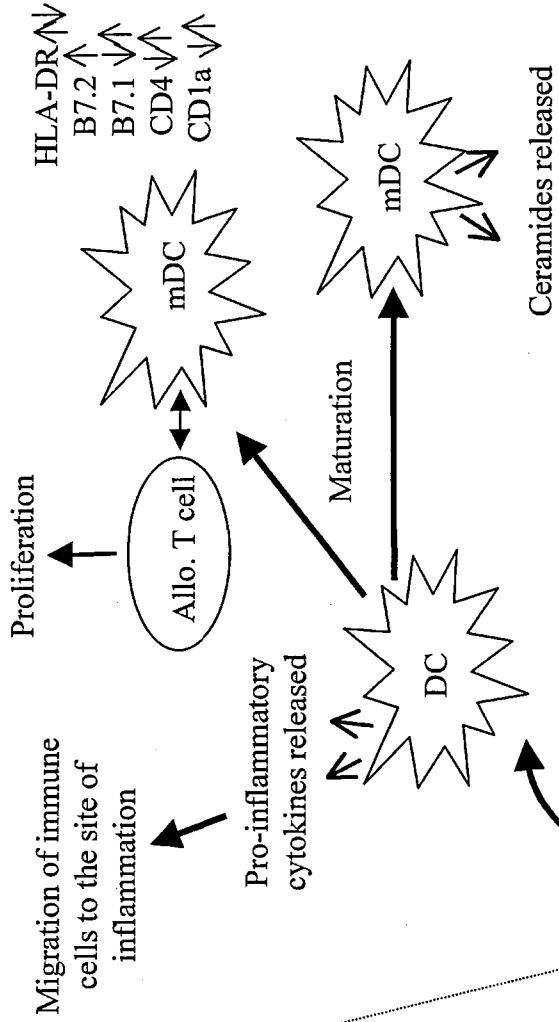 Migration of immune
cells to the site of
inflammation
Proliferation
HLA-DR
B7.2
B7.1
CD4
CD1a
Pro-inflammatory
cytokines released
Allo. T cell
mDC
DC
Maturation
mDC
Ceramides released